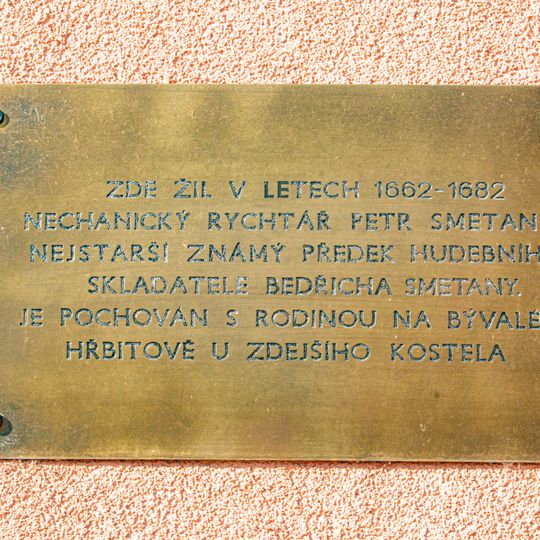 ZDE ŽIL V LETECH 1662-1682
NECHANICKÝ RYCHTÁŘ PETR SMETAN
NEJSTARŠÍ ZNÁMÝ PŘEDEK HUDEBNÍH
SKLADATELE BEDŘICHA SMETANY.
JE POCHOVÁN S RODINOU NA BÝVALÉ
HŘBITOVĚ U ZDEJŠÍHO KOSTELA